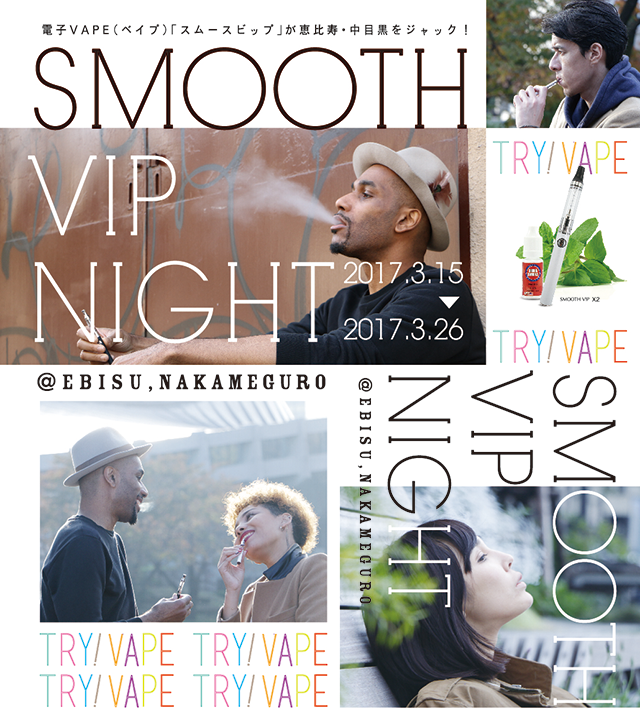 電子VAPE(ベイプ)「スムースビップ」が恵比寿・中目黒をジャック！
SMOOTH
VIP
NIGHT
2017.3.15
▼
2017.3.26
@EBISU,NAKAMEGURO
TRY! VAPE
SMOOTH VIP X2
TRY! VAPE
SMOOTH
VIP
NIGHT
@EBISU,NAKAMEGURO
TRY! VAPE TRY! VAPE
TRY! VAPE TRY! VAPE